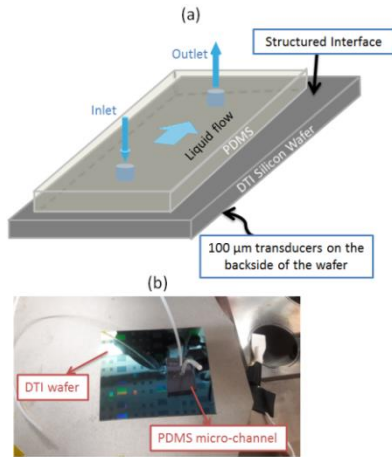 (a)
Structured Interface
Outlet
Inlet
Liquid flow
PDMS
DTI Silicon Wafer
100 µm transducers on the
backside of the wafer
(b)
DTI wafer
PDMS micro-channel